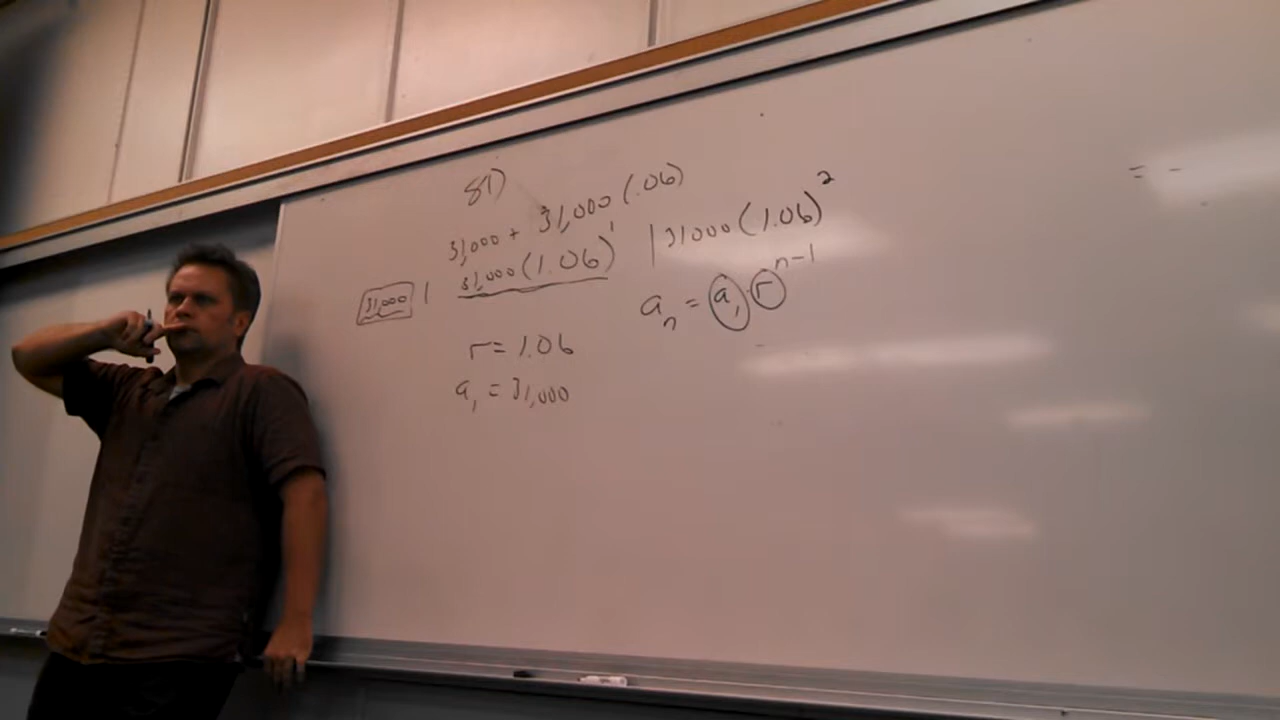 81)
31,000 + 31,000 (.06)
31,000 | 31,000 (1.06)¹ | 31000 (1.06)²
aₙ = a₁ rⁿ⁻¹
r = 1.06
a₁ = 31,000
= -